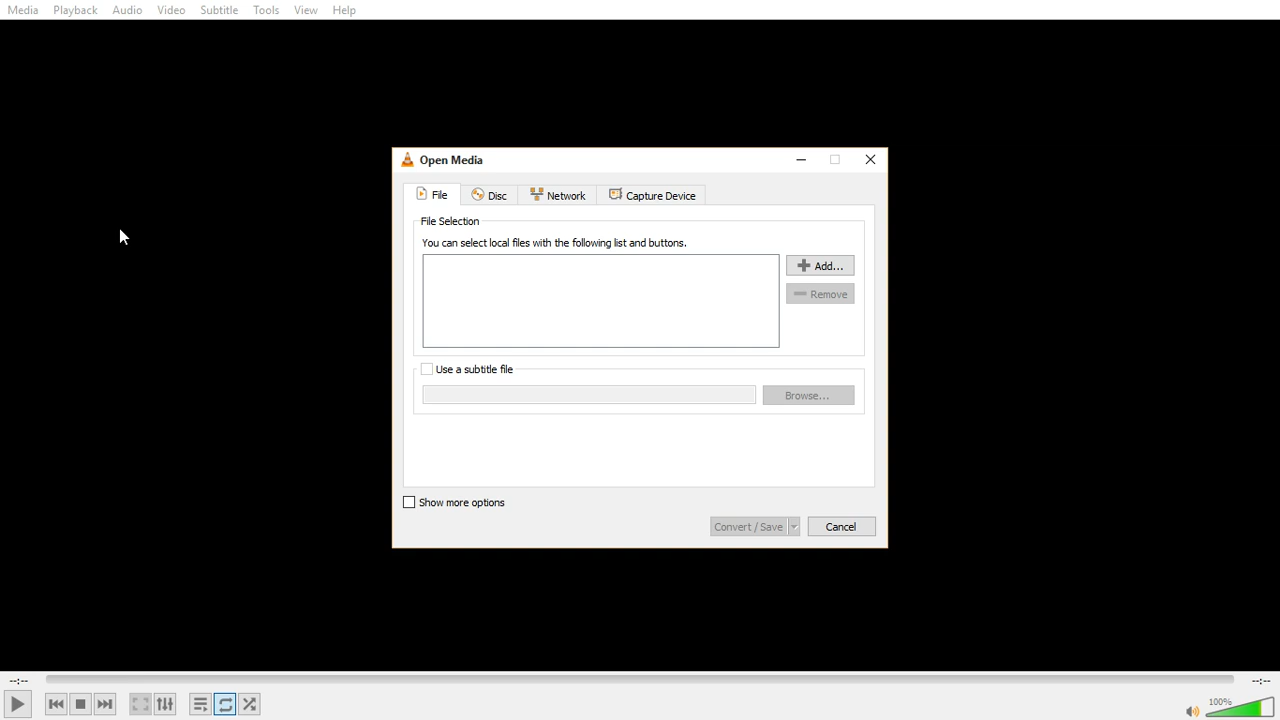 Media Playback Audio Video Subtitle Tools View Help
Open Media
File Disc Network Capture Device
File Selection
You can select local files with the following list and buttons.
Add...
Remove
Use a subtitle file
Browse...
Show more options
Convert / Save Cancel
--:-- --:--
100%